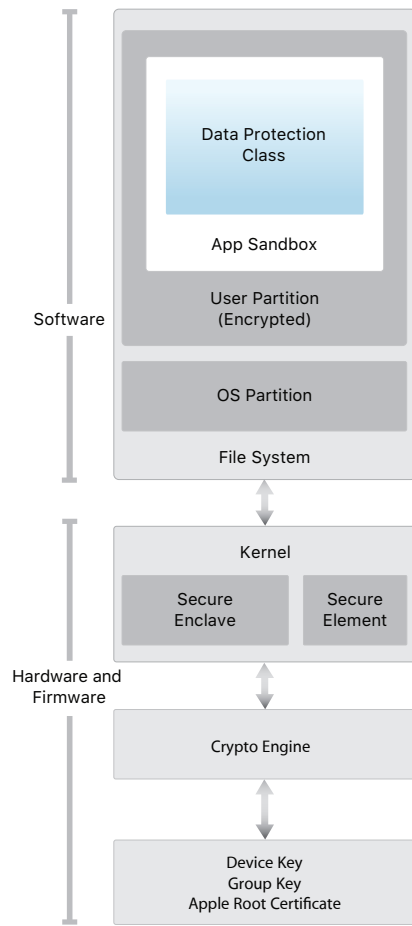 Data Protection
Class
App Sandbox
User Partition
(Encrypted)
Software
OS Partition
File System
Kernel
Secure
Enclave
Secure
Element
Hardware and
Firmware
Crypto Engine
Device Key
Group Key
Apple Root Certificate